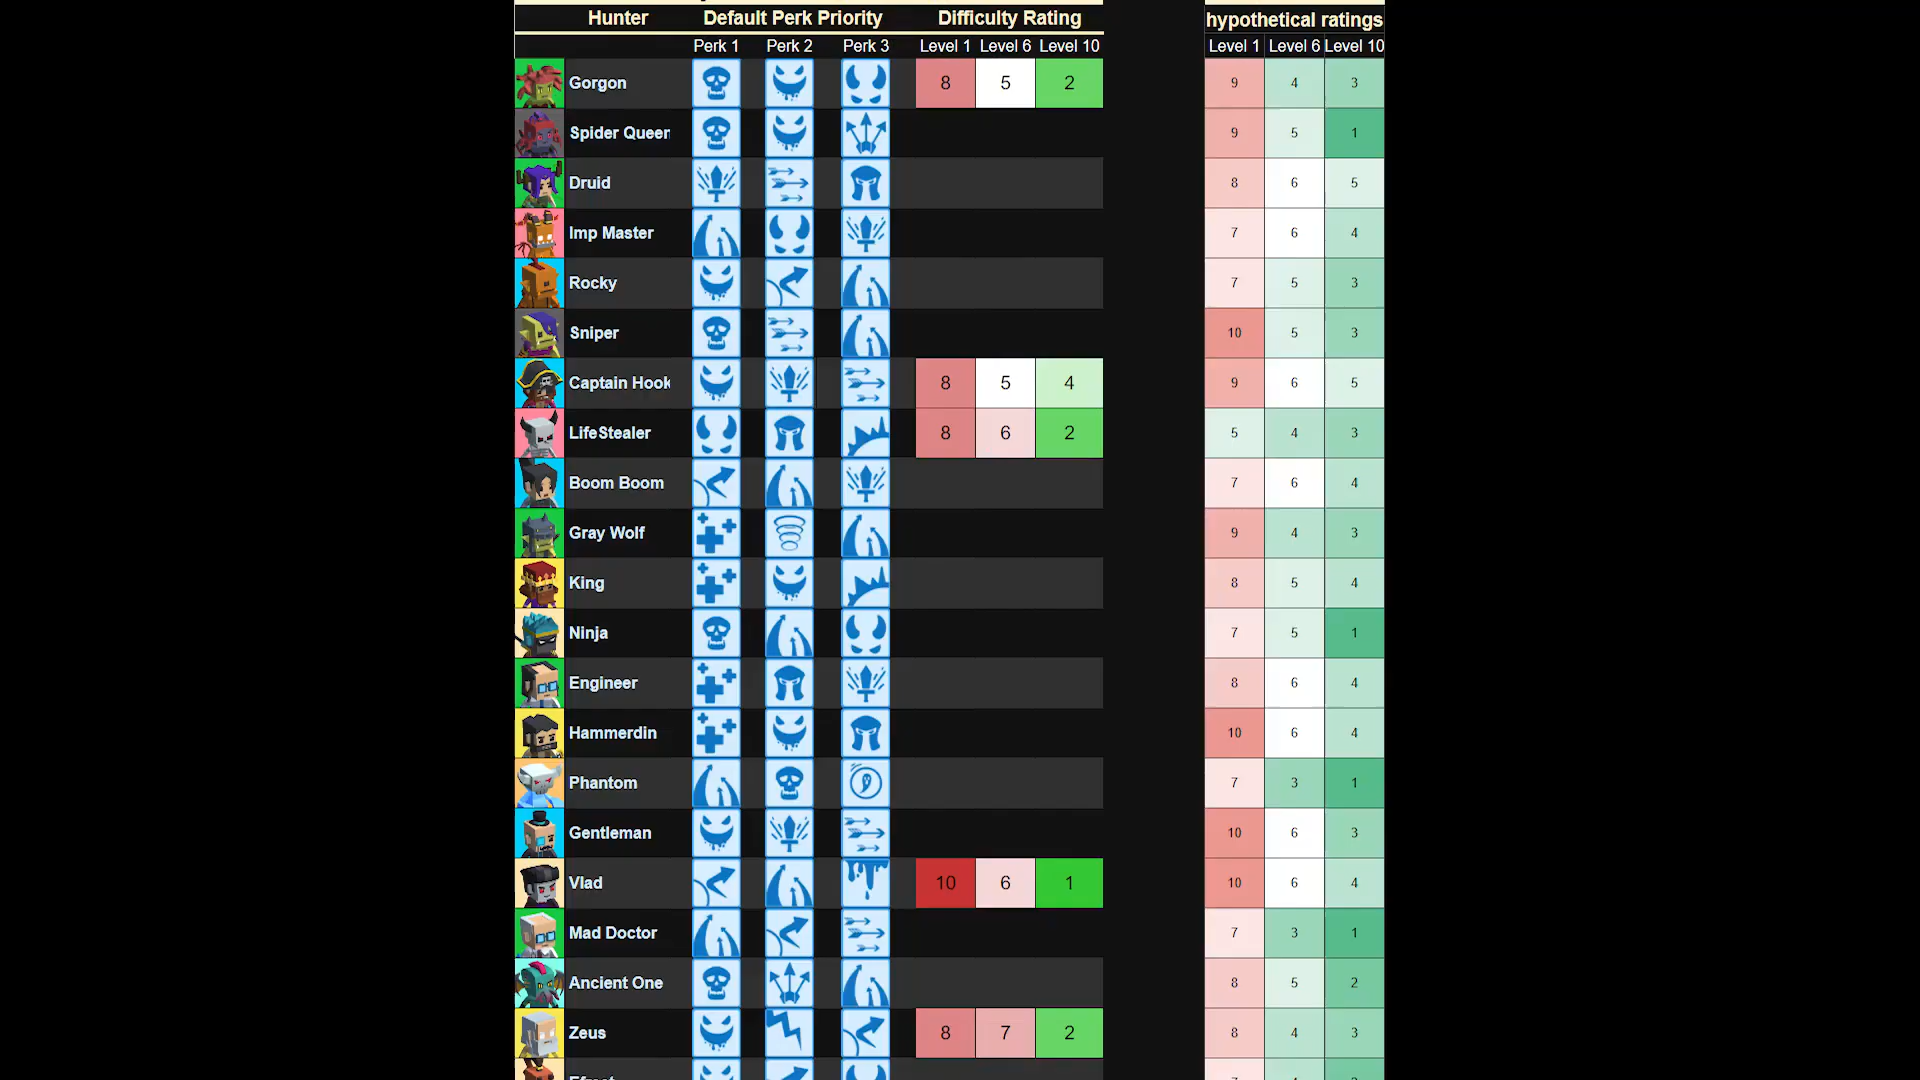 Hunter Default Perk Priority Difficulty Rating hypothetical ratings
Perk 1 Perk 2 Perk 3 Level 1 Level 6 Level 10 Level 1 Level 6 Level 10
Gorgon 8 5 2 9 4 3
Spider Queen 9 5 1
Druid 8 6 5
Imp Master 7 6 4
Rocky 7 5 3
Sniper 10 5 3
Captain Hook 8 5 4 9 6 5
LifeStealer 8 6 2 5 4 3
Boom Boom 7 6 4
Gray Wolf 9 4 3
King 8 5 4
Ninja 7 5 1
Engineer 8 6 4
Hammerdin 10 6 4
Phantom 7 3 1
Gentleman 10 6 3
Vlad 10 6 1 10 6 4
Mad Doctor 7 3 1
Ancient One 8 5 2
Zeus 8 7 2 8 4 3